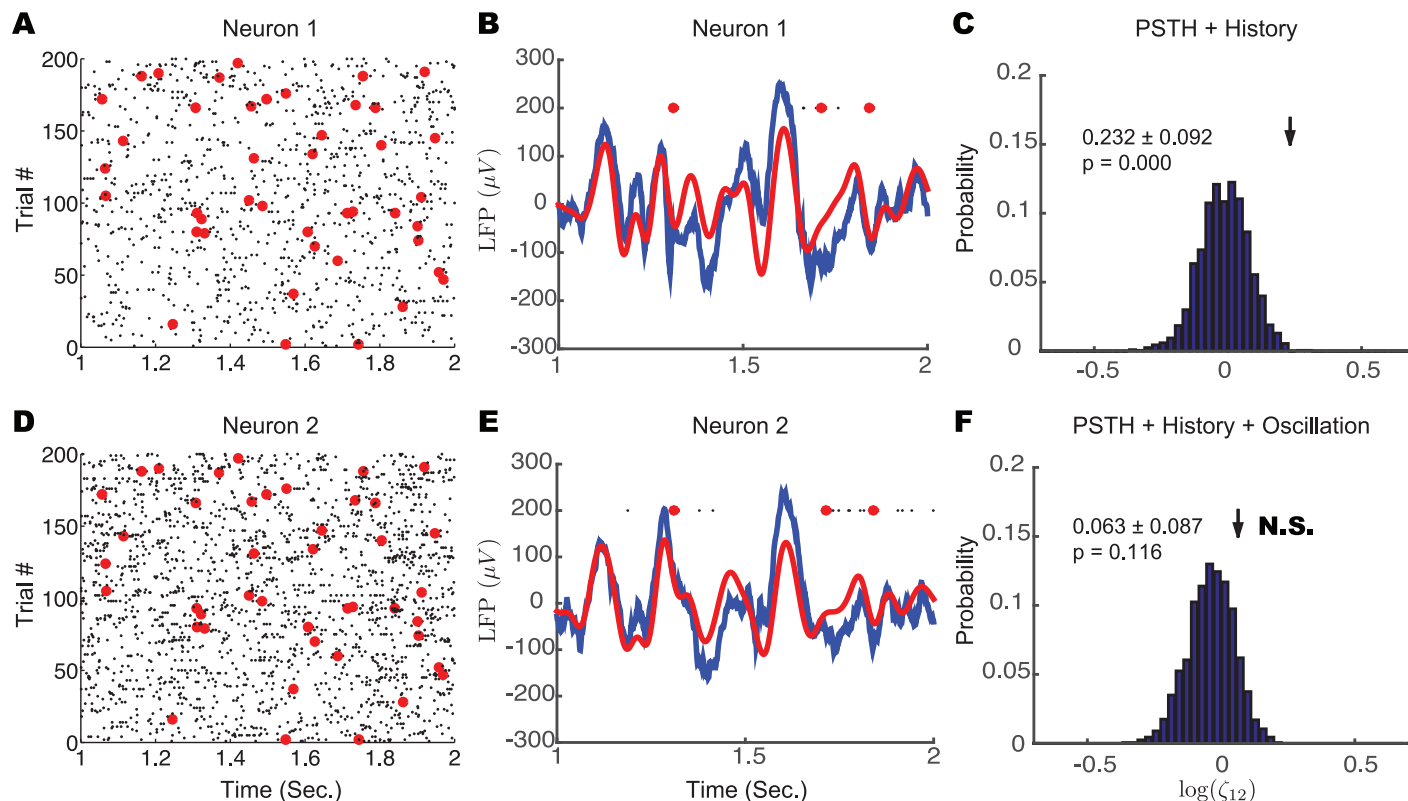 A
Neuron 1
Trial #
200
150
100
50
0
1
1.2
1.4
1.6
1.8
2
B
Neuron 1
LFP (µV)
300
200
100
0
-100
-200
-300
1
1.5
2
C
PSTH + History
Probability
0.2
0.15
0.1
0.05
0
0.232 ± 0.092
p = 0.000
-0.5
0
0.5
D
Neuron 2
Trial #
200
150
100
50
0
1
1.2
1.4
1.6
1.8
2
Time (Sec.)
E
Neuron 2
LFP (µV)
300
200
100
0
-100
-200
-300
1
1.5
2
Time (Sec.)
F
PSTH + History + Oscillation
Probability
0.2
0.15
0.1
0.05
0
0.063 ± 0.087
p = 0.116
N.S.
-0.5
0
0.5
log(ζ12)